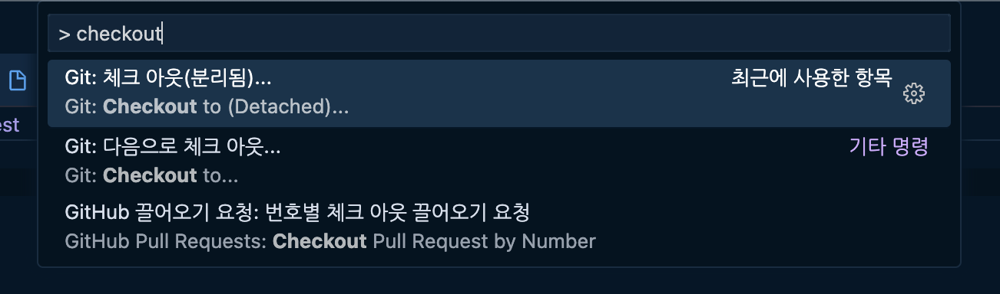 > checkout
Git: 체크 아웃(분리됨)... 최근에 사용한 항목
Git: Checkout to (Detached)...
Git: 다음으로 체크 아웃... 기타 명령
Git: Checkout to...
GitHub 끌어오기 요청: 번호별 체크 아웃 끌어오기 요청
GitHub Pull Requests: Checkout Pull Request by Number
est